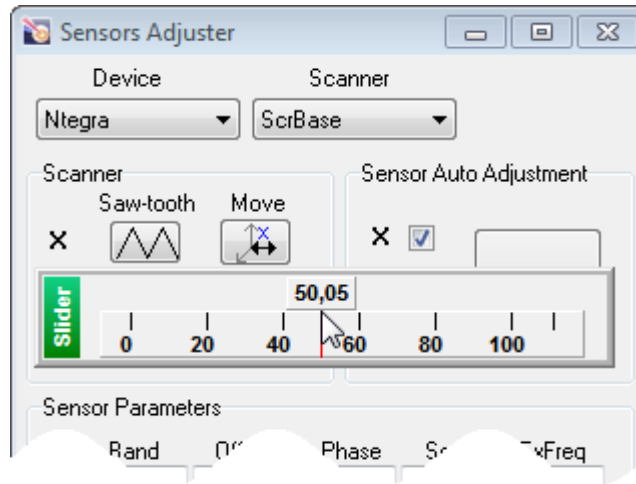 Sensors Adjuster
Device Scanner
Ntegra ScrBase
Scanner Sensor Auto Adjustment
Saw-tooth Move
X X
Slider
50,05
0 20 40 60 80 100
Sensor Parameters
Band Phase ExFreq